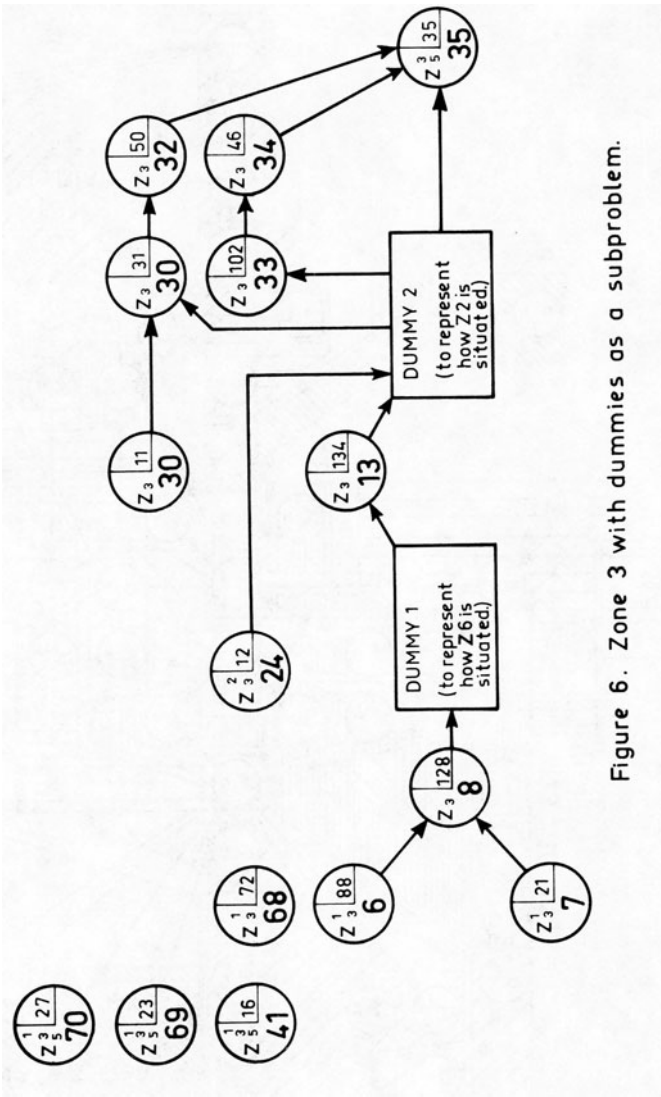 1
Z 3 27
5
70
1
Z 3 23
5
69
1
Z 3 16
5
41
1
Z 3 72
68
1
Z 3 88
6
1
Z 3 21
7
Z 3 128
8
2
Z 3 12
24
DUMMY 1
(to represent
how Z6 is
situated.)
Z 3 11
30
Z 3 134
13
DUMMY 2
(to represent
how Z2 is
situated.)
Z 3 31
30
Z 3 102
33
Z 3 50
32
Z 3 46
34
3
Z 5 35
35
Figure 6. Zone 3 with dummies as a subproblem.